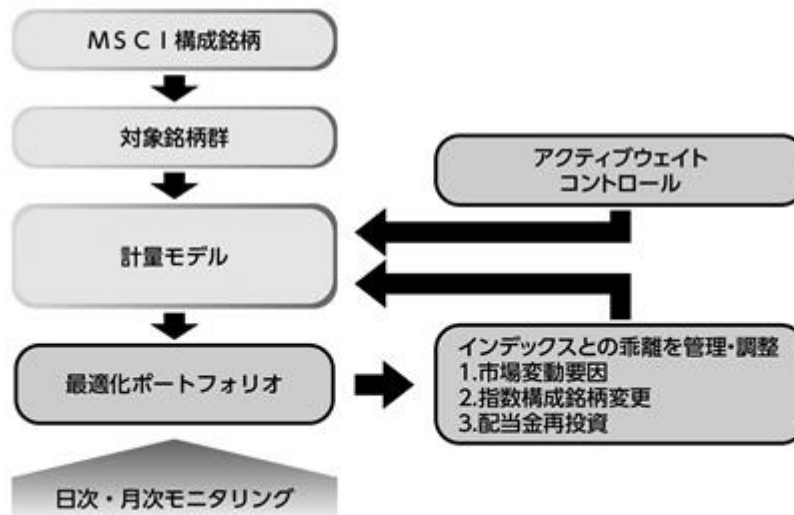 ＭＳＣＩ構成銘柄
対象銘柄群
アクティブウェイト
コントロール
計量モデル
最適化ポートフォリオ
インデックスとの乖離を管理・調整
1.市場変動要因
2.指数構成銘柄変更
3.配当金再投資
日次・月次モニタリング